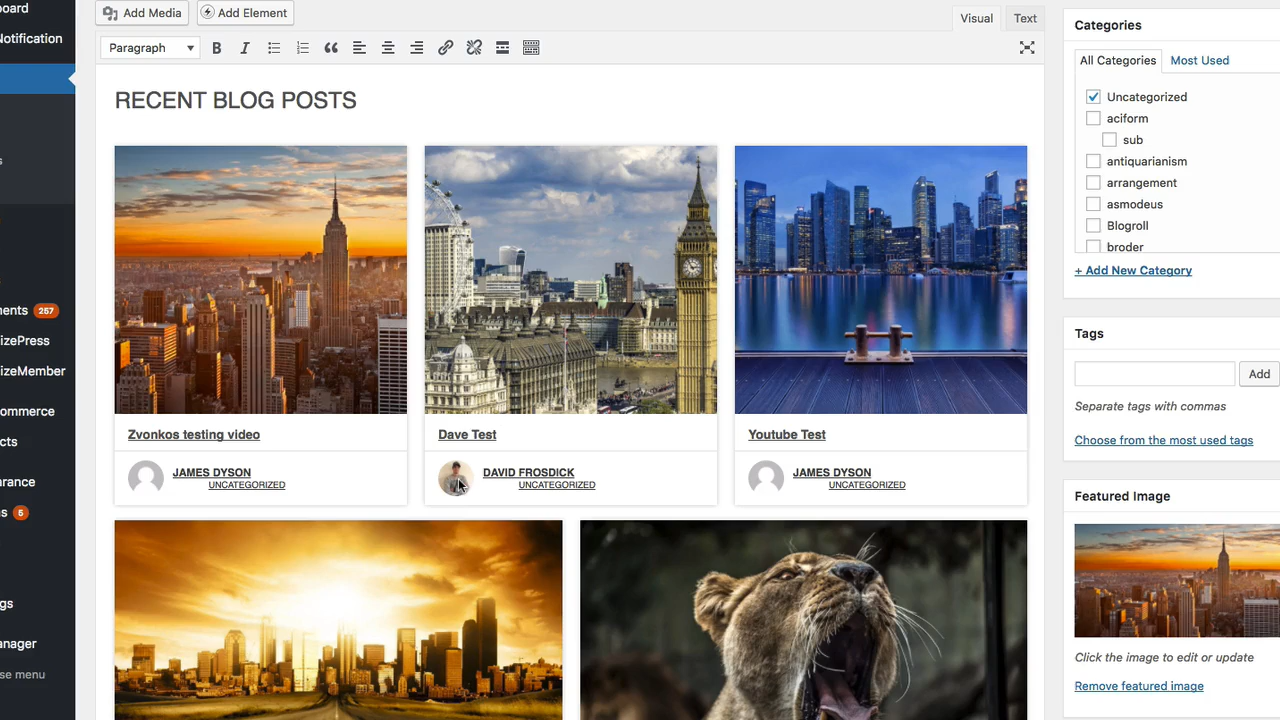 oard
Notification
s
ments 257
izePress
izeMember
ommerce
cts
arance
s 5
gs
anager
se menu
Add Media
Add Element
Visual
Text
Paragraph
B I
RECENT BLOG POSTS
Zvonkos testing video
JAMES DYSON
UNCATEGORIZED
Dave Test
DAVID FROSDICK
UNCATEGORIZED
Youtube Test
JAMES DYSON
UNCATEGORIZED
Categories
All Categories
Most Used
Uncategorized
aciform
sub
antiquarianism
arrangement
asmodeus
Blogroll
broder
+ Add New Category
Tags
Add
Separate tags with commas
Choose from the most used tags
Featured Image
Click the image to edit or update
Remove featured image